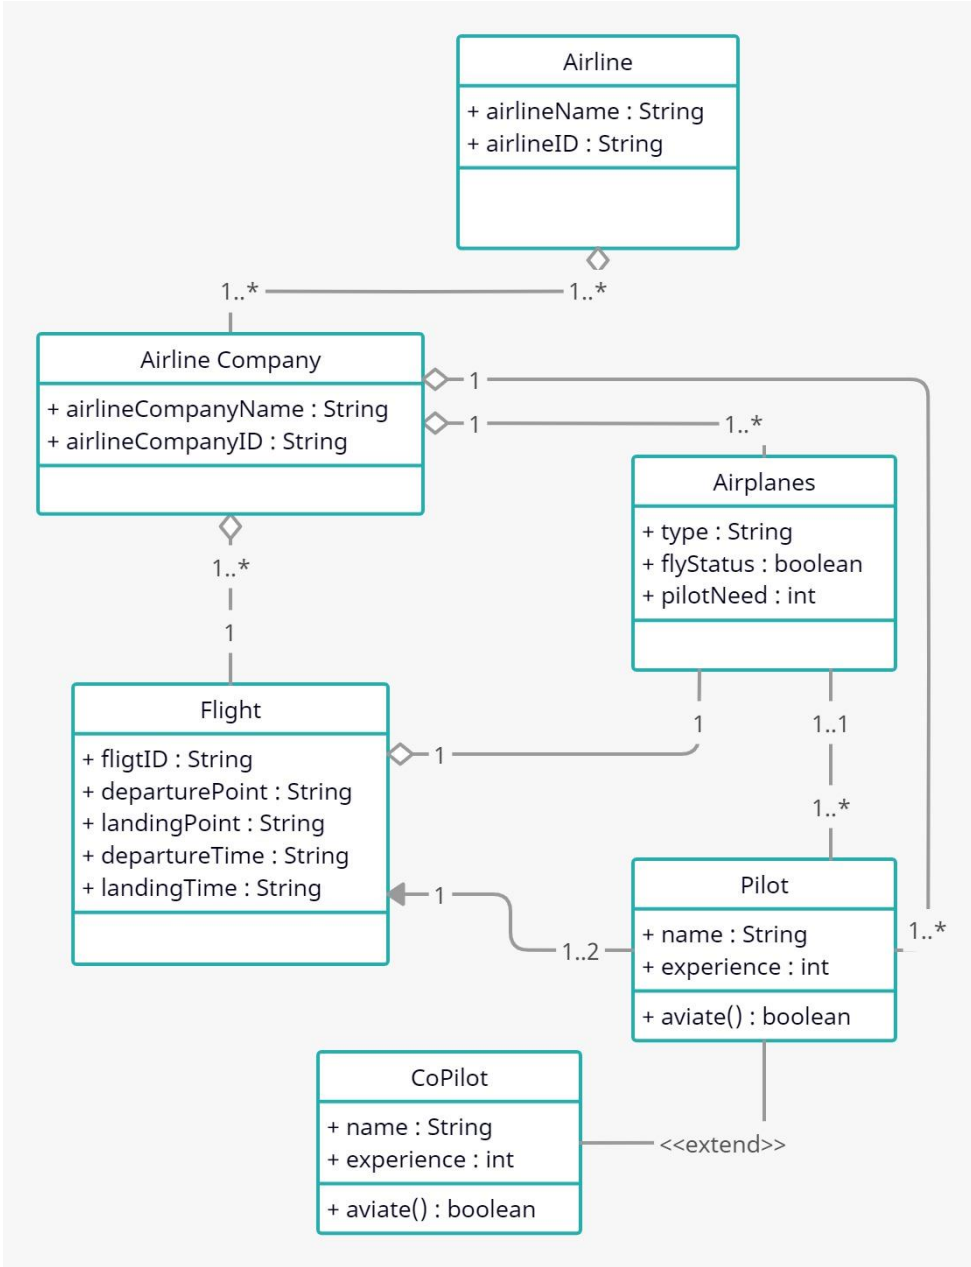 Airline
+ airlineName : String
+ airlineID : String
1..*
1..*
Airline Company
+ airlineCompanyName : String
+ airlineCompanyID : String
1
1
1..*
Airplanes
+ type : String
+ flyStatus : boolean
+ pilotNeed : int
1..*
1
Flight
+ fligtID : String
+ departurePoint : String
+ landingPoint : String
+ departureTime : String
+ landingTime : String
1
1
1..1
1..*
1
1..2
Pilot
+ name : String
+ experience : int
+ aviate() : boolean
1..*
CoPilot
+ name : String
+ experience : int
+ aviate() : boolean
<<extend>>